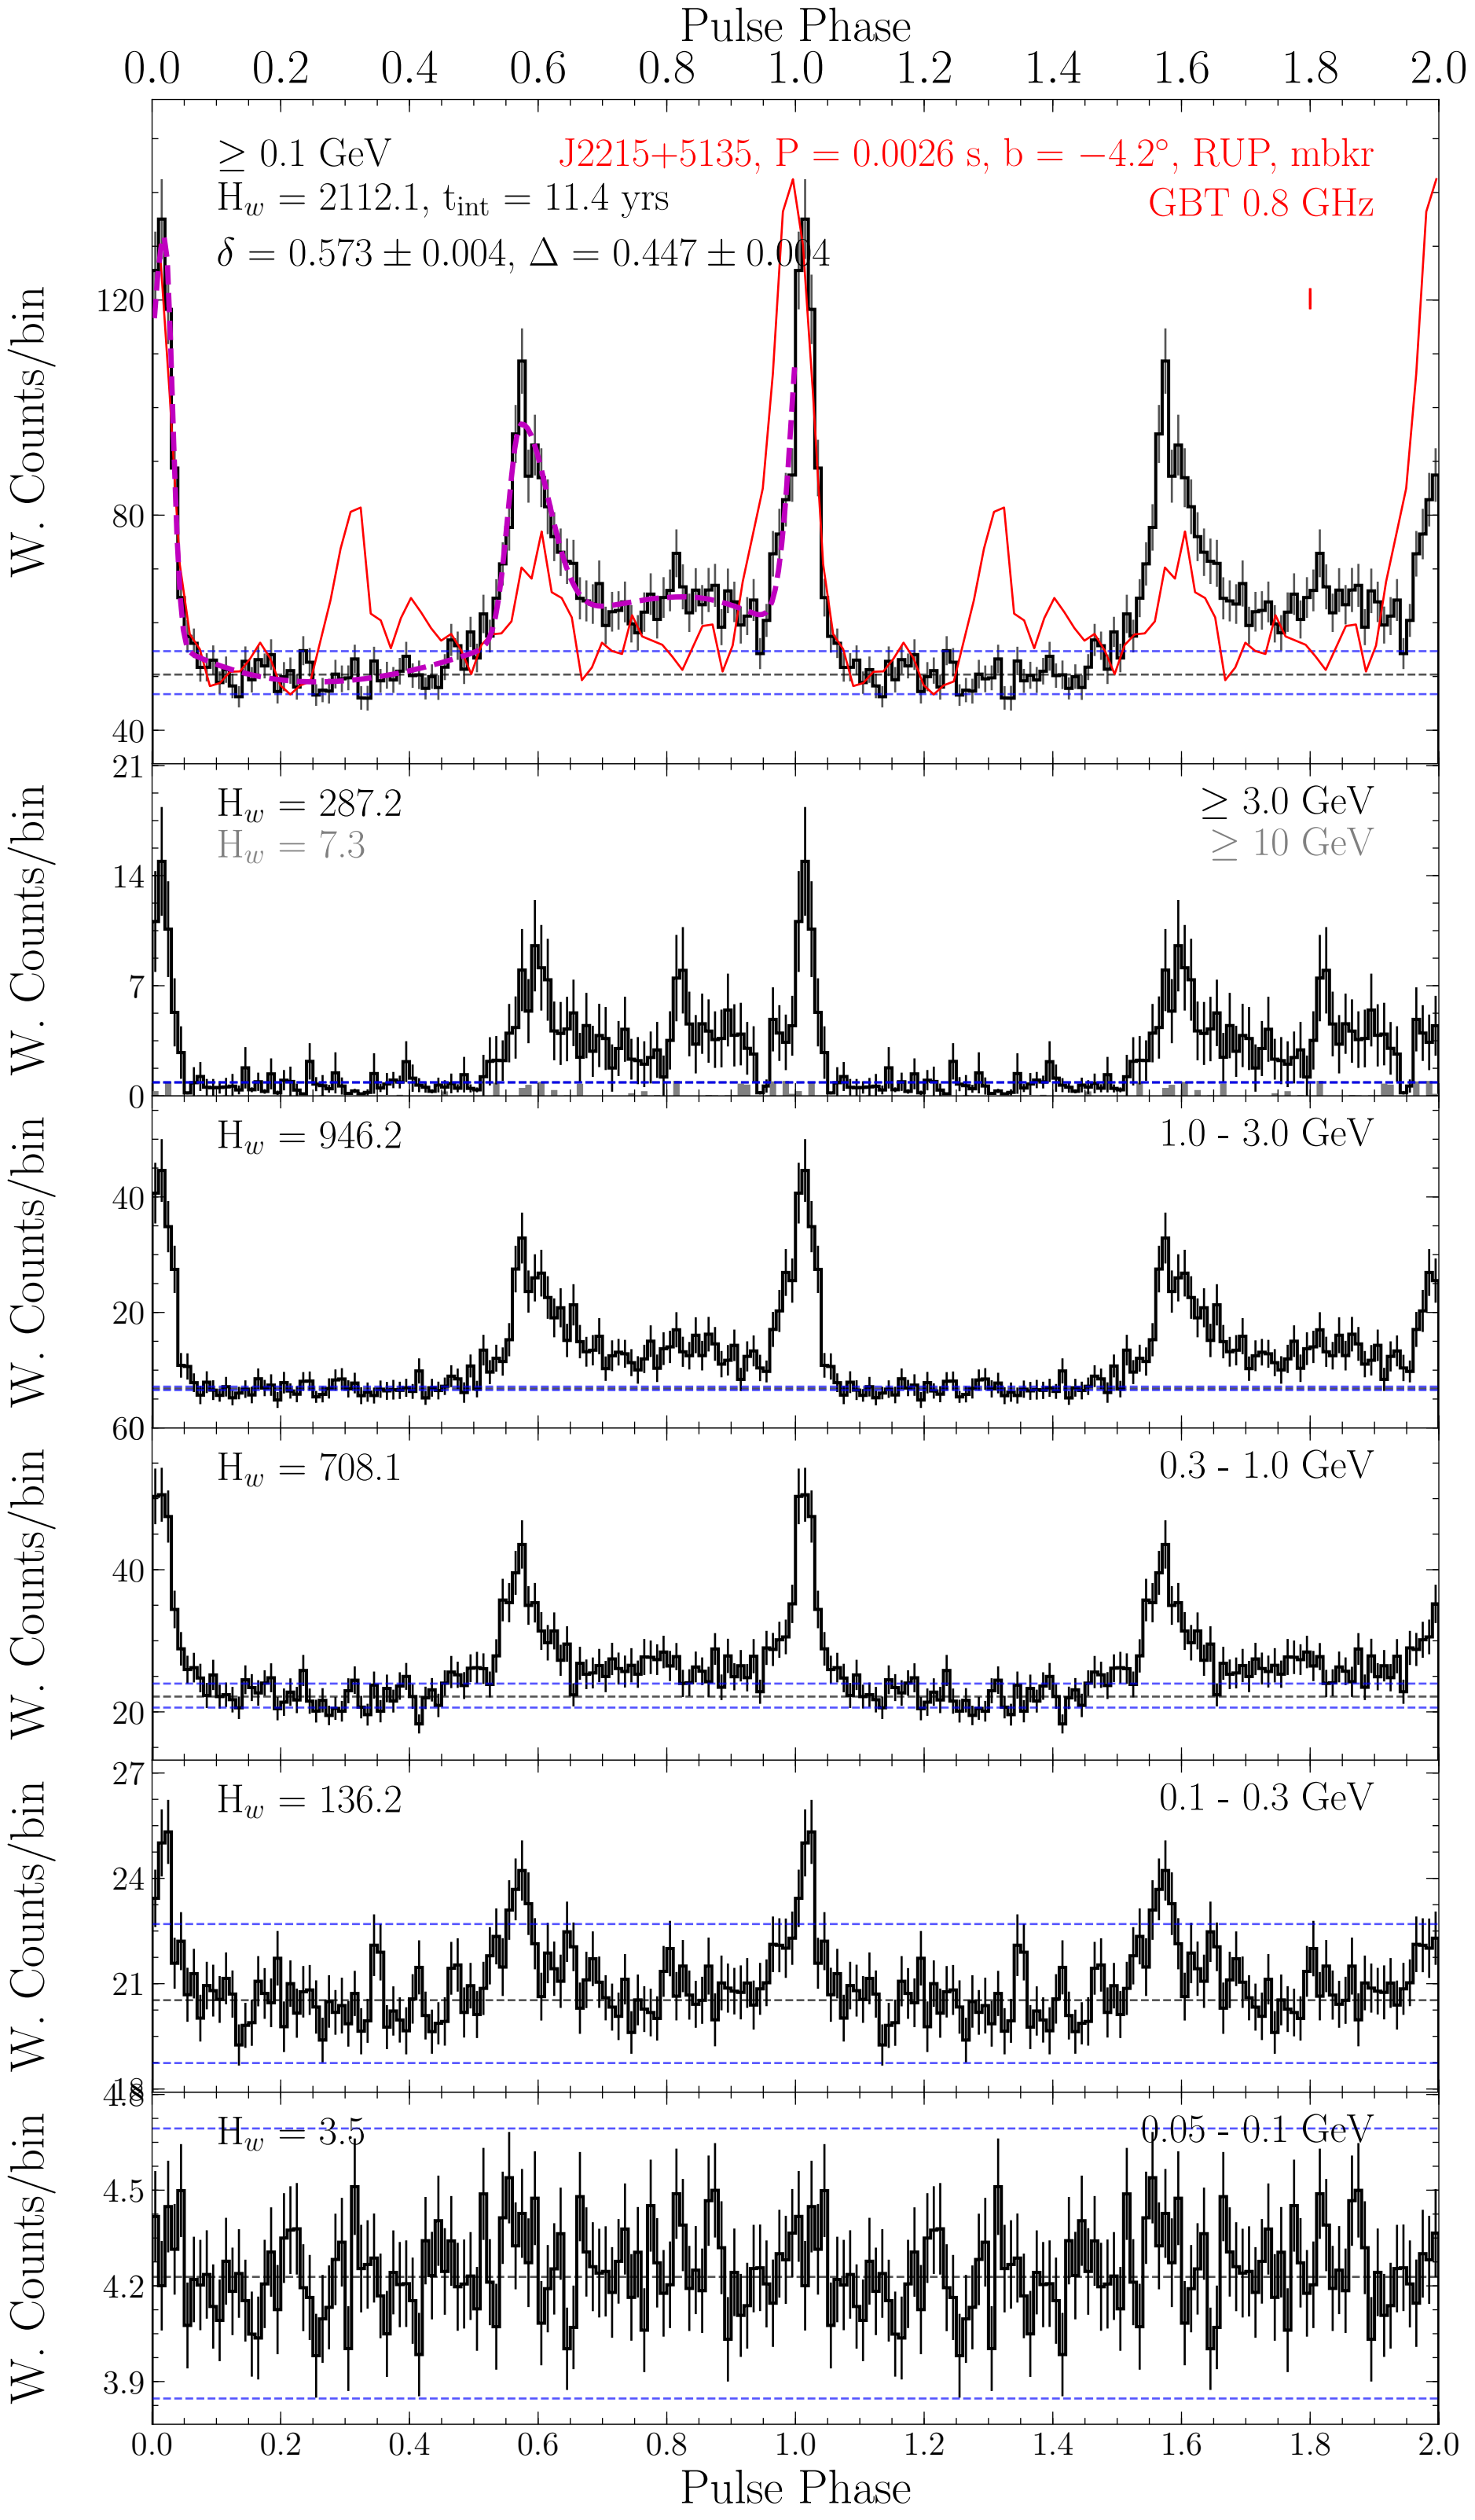 Pulse Phase
0.0 0.2 0.4 0.6 0.8 1.0 1.2 1.4 1.6 1.8 2.0
≥ 0.1 GeV
H_w = 2112.1, t_int = 11.4 yrs
δ = 0.573 ± 0.004, Δ = 0.447 ± 0.004
J2215+5135, P = 0.0026 s, b = −4.2°, RUP, mbkr
GBT 0.8 GHz
W. Counts/bin
120
80
40
H_w = 287.2
≥ 3.0 GeV
H_w = 7.3
≥ 10 GeV
W. Counts/bin
21
14
7
0
H_w = 946.2
1.0 - 3.0 GeV
W. Counts/bin
40
20
H_w = 708.1
0.3 - 1.0 GeV
W. Counts/bin
60
40
20
H_w = 136.2
0.1 - 0.3 GeV
W. Counts/bin
27
24
21
18
H_w = 3.5
0.05 - 0.1 GeV
W. Counts/bin
4.8
4.5
4.2
3.9
0.0 0.2 0.4 0.6 0.8 1.0 1.2 1.4 1.6 1.8 2.0
Pulse Phase